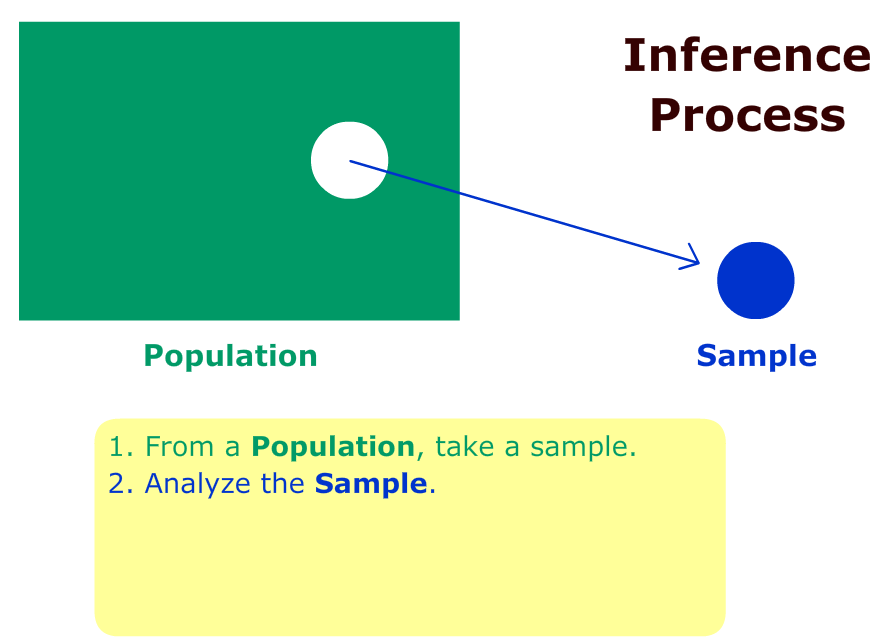 Inference
Process
Population
Sample
1. From a Population, take a sample.
2. Analyze the Sample.